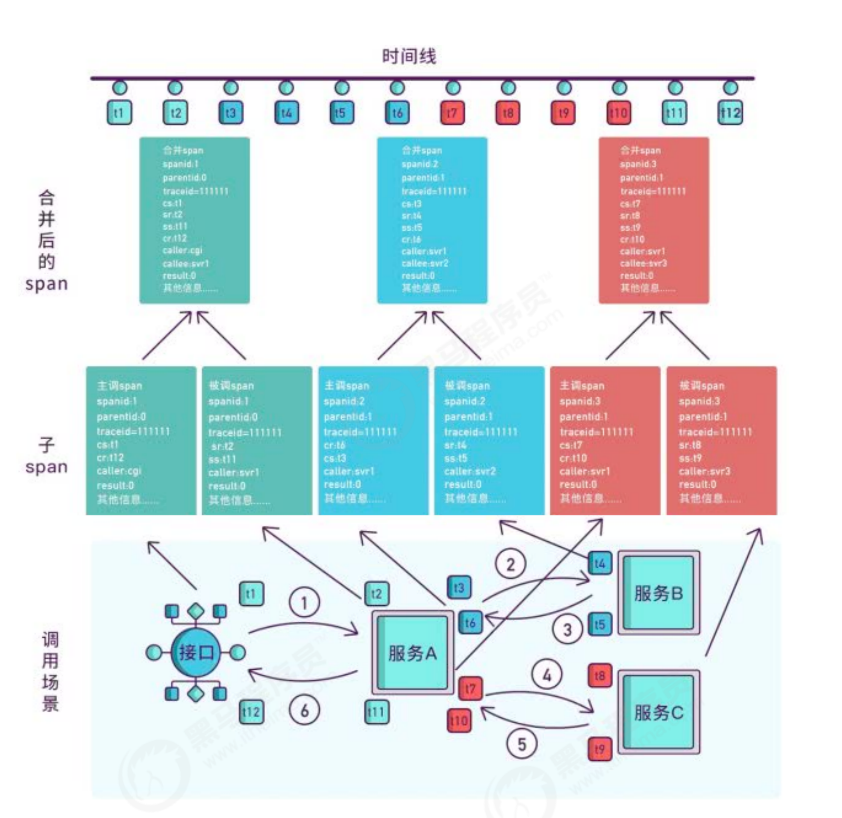 时间线
t1 t2 t3 t4 t5 t6 t7 t8 t9 t10 t11 t12
合并后的span
合并span
spanid:1
parentid:0
traceid=111111
cs:t1
sr:t2
ss:t11
cr:t12
caller:cgi
callee:svr1
result:0
其他信息......
合并span
spanid:2
parentid:1
traceid=111111
cs:t3
sr:t4
ss:t5
cr:t6
caller:svr1
callee:svr2
result:0
其他信息......
合并span
spanid:3
parentid:1
traceid=111111
cs:t7
sr:t8
ss:t9
cr:t10
caller:svr1
callee:svr3
result:0
其他信息......
子span
主调span
spanid:1
parentid:0
traceid=111111
cs:t1
cr:t12
caller:cgi
result:0
其他信息......
被调span
spanid:1
parentid:0
traceid=111111
sr:t2
ss:t11
caller:svr1
result:0
其他信息......
主调span
spanid:2
parentid:1
traceid=111111
cr:t6
cs:t3
caller:svr1
result:0
其他信息......
被调span
spanid:2
parentid:1
traceid=111111
sr:t4
ss:t5
caller:svr2
result:0
其他信息......
主调span
spanid:3
parentid:1
traceid=111111
cs:t7
cr:t10
caller:svr1
result:0
其他信息......
被调span
spanid:3
parentid:1
traceid=111111
sr:t8
ss:t9
caller:svr3
result:0
其他信息......
调用场景
接口
t1
1
t2
服务A
t3
2
t4
服务B
t6
3
t5
t12
6
t11
t7
4
t8
服务C
t10
5
t9
黑马程序员